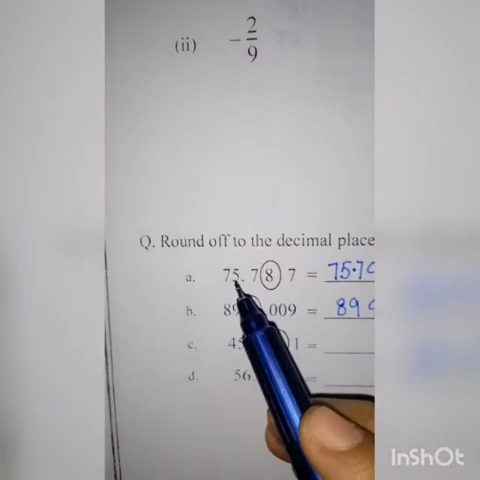 (ii) -2/9
Q. Round off to the decimal place
a. 75.787 = 75.7
b. 89 .009 = 89
c. 4 1 =
d. 56. =
InShOt